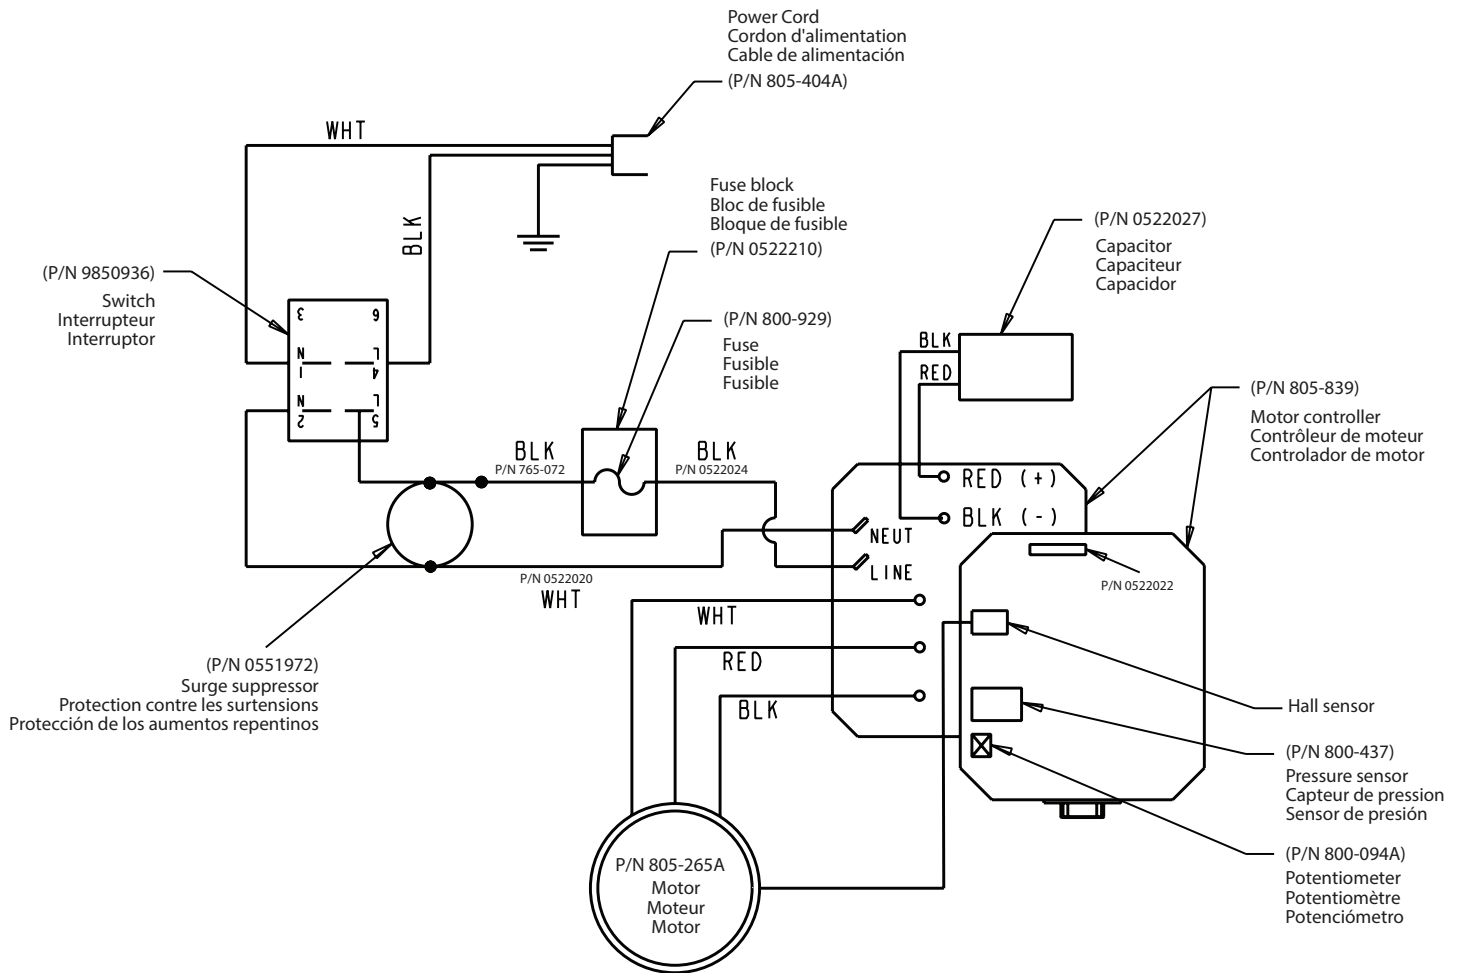 Power Cord
Cordon d'alimentation
Cable de alimentación
(P/N 805-404A)
WHT
BLK
Fuse block
Bloc de fusible
Bloque de fusible
(P/N 0522210)
(P/N 0522027)
Capacitor
Capaciteur
Capacidor
(P/N 9850936)
Switch
Interrupteur
Interruptor
3 6
N L
1 4
N L
2 5
(P/N 800-929)
Fuse
Fusible
Fusible
BLK
RED
(P/N 805-839)
Motor controller
Contrôleur de moteur
Controlador de motor
BLK
P/N 765-072
BLK
P/N 0522024
RED (+)
BLK (-)
NEUT
LINE
P/N 0522022
P/N 0522020
WHT
WHT
RED
BLK
(P/N 0551972)
Surge suppressor
Protection contre les surtensions
Protección de los aumentos repentinos
Hall sensor
(P/N 800-437)
Pressure sensor
Capteur de pression
Sensor de presión
(P/N 800-094A)
Potentiometer
Potentiomètre
Potenciómetro
P/N 805-265A
Motor
Moteur
Motor